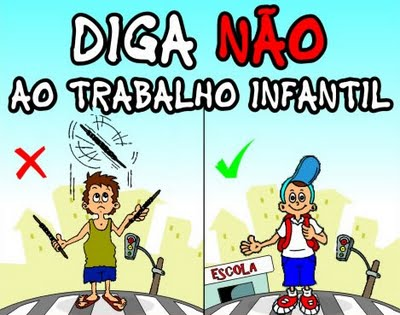 DIGA NÃO
AO TRABALHO INFANTIL
ESCOLA